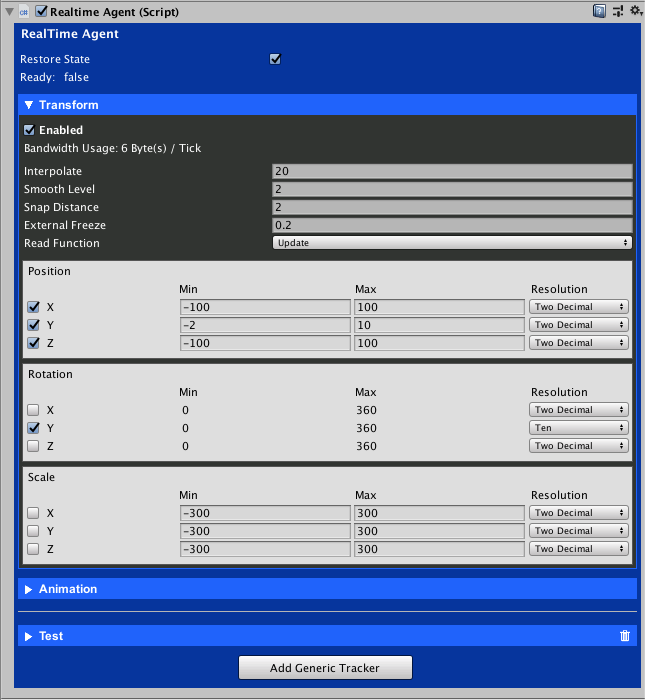 Realtime Agent (Script)
RealTime Agent
Restore State
Ready: false
Transform
Enabled
Bandwidth Usage: 6 Byte(s) / Tick
Interpolate 20
Smooth Level 2
Snap Distance 2
External Freeze 0.2
Read Function Update
Position
Min Max Resolution
X -100 100 Two Decimal
Y -2 10 Two Decimal
Z -100 100 Two Decimal
Rotation
Min Max Resolution
X 0 360 Two Decimal
Y 0 360 Ten
Z 0 360 Two Decimal
Scale
Min Max Resolution
X -300 300 Two Decimal
Y -300 300 Two Decimal
Z -300 300 Two Decimal
Animation
Test
Add Generic Tracker